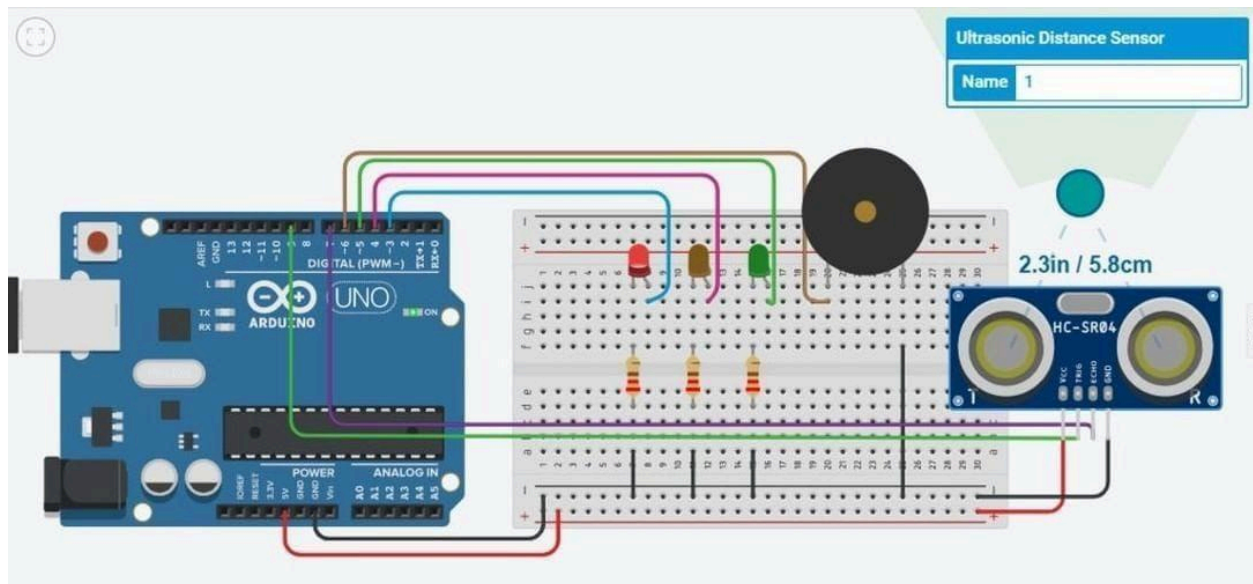 Ultrasonic Distance Sensor
Name 1
2.3in / 5.8cm
HC-SR04
VCC
TRIG
ECHO
GND
T
R
AREF
GND
13
12
~11
~10
8
~6
~5
4
~3
2
TX→1
RX←0
DIGITAL (PWM~)
L
TX
RX
ARDUINO
UNO
ON
POWER
ANALOG IN
IOREF
RESET
3.3V
5V
GND
GND
Vin
A0
A1
A2
A3
A4
A5